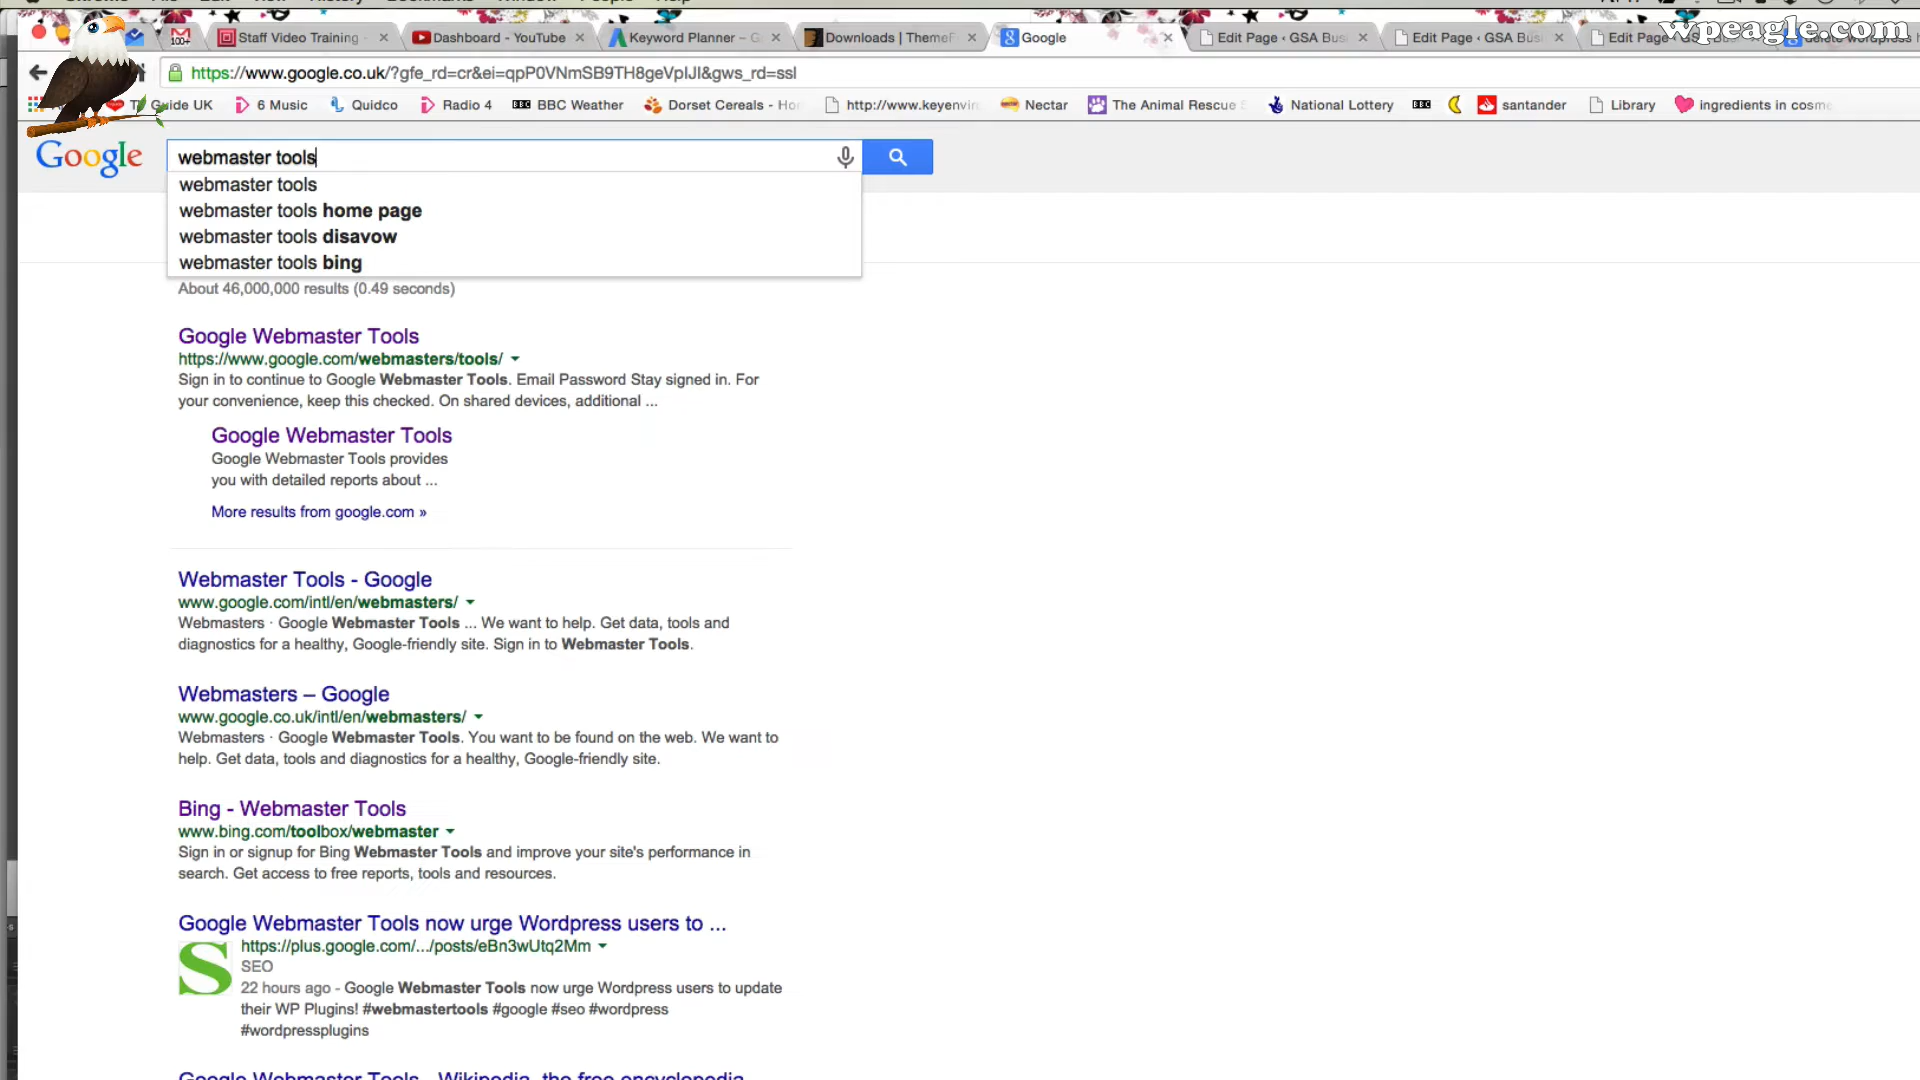 wpeagle.com
100+
Staff Video Training -
Dashboard - YouTube
Keyword Planner – G
Downloads | ThemeF
Google
Edit Page ‹ GSA Bus
Edit Page ‹ GSA Busi
Edit Page
https://www.google.co.uk/?gfe_rd=cr&ei=qpP0VNmSB9TH8geVpIJI&gws_rd=ssl
Guide UK
6 Music
Quidco
Radio 4
BBC
BBC Weather
Dorset Cereals - Ho
http://www.keyenvir
Nectar
The Animal Rescue S
National Lottery
BBC
santander
Library
ingredients in cosme
Google
webmaster tools
webmaster tools
webmaster tools home page
webmaster tools disavow
webmaster tools bing
About 46,000,000 results (0.49 seconds)
Google Webmaster Tools
https://www.google.com/webmasters/tools/
Sign in to continue to Google Webmaster Tools. Email Password Stay signed in. For
your convenience, keep this checked. On shared devices, additional ...
Google Webmaster Tools
Google Webmaster Tools provides
you with detailed reports about ...
More results from google.com »
Webmaster Tools - Google
www.google.com/intl/en/webmasters/
Webmasters · Google Webmaster Tools ... We want to help. Get data, tools and
diagnostics for a healthy, Google-friendly site. Sign in to Webmaster Tools.
Webmasters – Google
www.google.co.uk/intl/en/webmasters/
Webmasters · Google Webmaster Tools. You want to be found on the web. We want to
help. Get data, tools and diagnostics for a healthy, Google-friendly site.
Bing - Webmaster Tools
www.bing.com/toolbox/webmaster
Sign in or signup for Bing Webmaster Tools and improve your site's performance in
search. Get access to free reports, tools and resources.
Google Webmaster Tools now urge Wordpress users to ...
https://plus.google.com/.../posts/eBn3wUtq2Mm
SEO
22 hours ago - Google Webmaster Tools now urge Wordpress users to update
their WP Plugins! #webmastertools #google #seo #wordpress
#wordpressplugins
Google Webmaster Tools - Wikipedia, the free encyclopedia